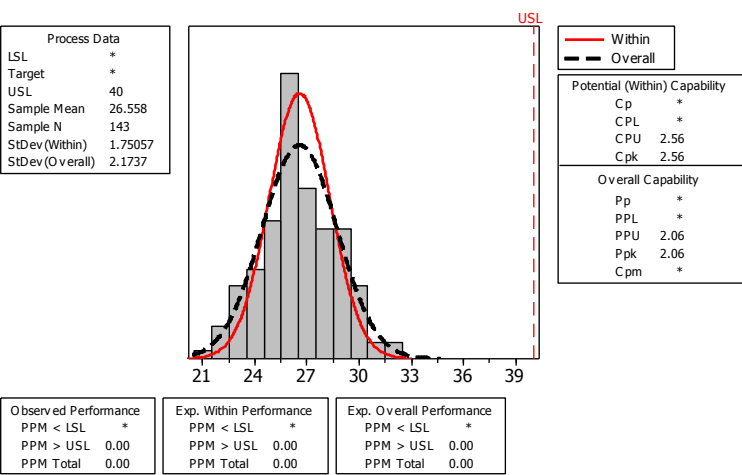 USL
Process Data
LSL *
Target *
USL 40
Sample Mean 26.558
Sample N 143
StDev(Within) 1.75057
StDev(Overall) 2.1737
Within
Overall
Potential (Within) Capability
Cp *
CPL *
CPU 2.56
Cpk 2.56
Overall Capability
Pp *
PPL *
PPU 2.06
Ppk 2.06
Cpm *
21 24 27 30 33 36 39
Observed Performance
PPM < LSL *
PPM > USL 0.00
PPM Total 0.00
Exp. Within Performance
PPM < LSL *
PPM > USL 0.00
PPM Total 0.00
Exp. Overall Performance
PPM < LSL *
PPM > USL 0.00
PPM Total 0.00